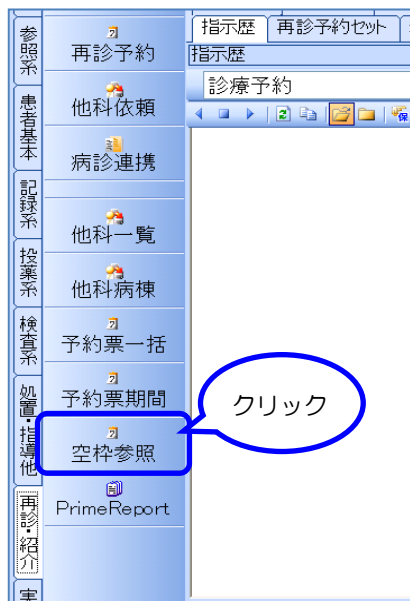 参照系
患者基本
記録系
投薬系
検査系
処置・指導他
再診・紹介
実
再診予約
他科依頼
病診連携
他科一覧
他科病棟
予約票一括
予約票期間
空枠参照
PrimeReport
指示歴
再診予約セット
指示歴
診療予約
クリック